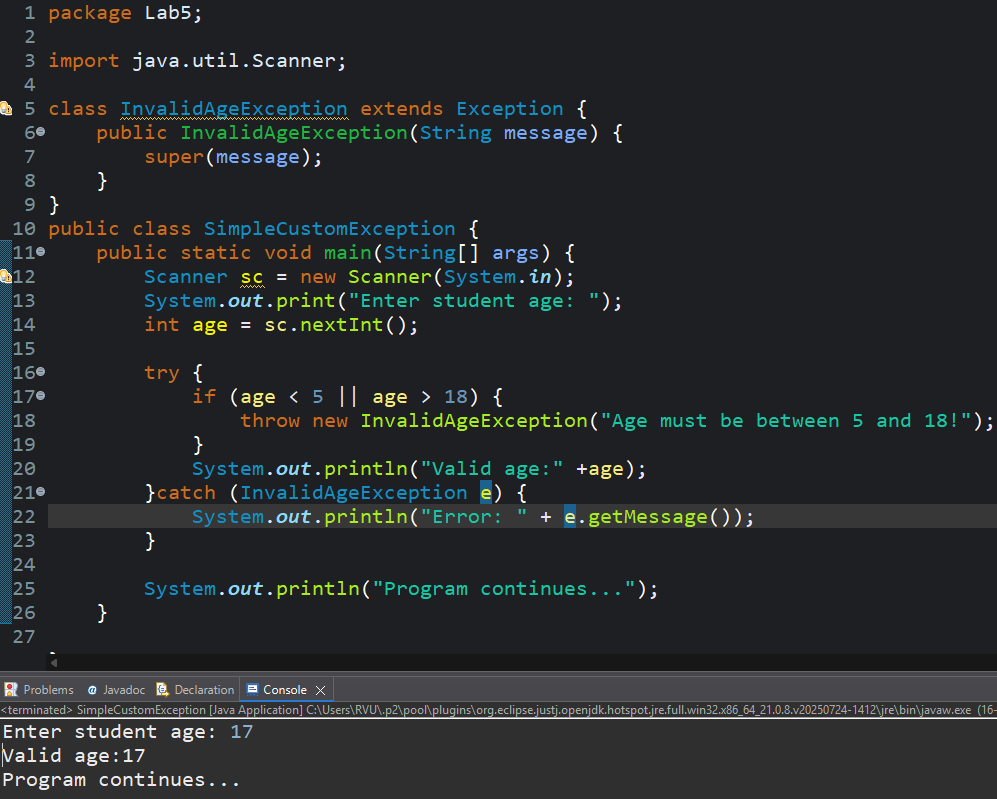 1 package Lab5;
2
3 import java.util.Scanner;
4
5 class InvalidAgeException extends Exception {
6     public InvalidAgeException(String message) {
7         super(message);
8     }
9 }
10 public class SimpleCustomException {
11     public static void main(String[] args) {
12         Scanner sc = new Scanner(System.in);
13         System.out.print("Enter student age: ");
14         int age = sc.nextInt();
15
16         try {
17             if (age < 5 || age > 18) {
18                 throw new InvalidAgeException("Age must be between 5 and 18!");
19             }
20             System.out.println("Valid age:" +age);
21         }catch (InvalidAgeException e) {
22             System.out.println("Error: " + e.getMessage());
23         }
24
25         System.out.println("Program continues...");
26     }
27
Problems Javadoc Declaration Console
<terminated> SimpleCustomException [Java Application] C:\Users\RVU\.p2\pool\plugins\org.eclipse.justj.openjdk.hotspot.jre.full.win32.x86_64_21.0.8.v20250724-1412\jre\bin\javaw.exe (16-
Enter student age: 17
Valid age:17
Program continues...